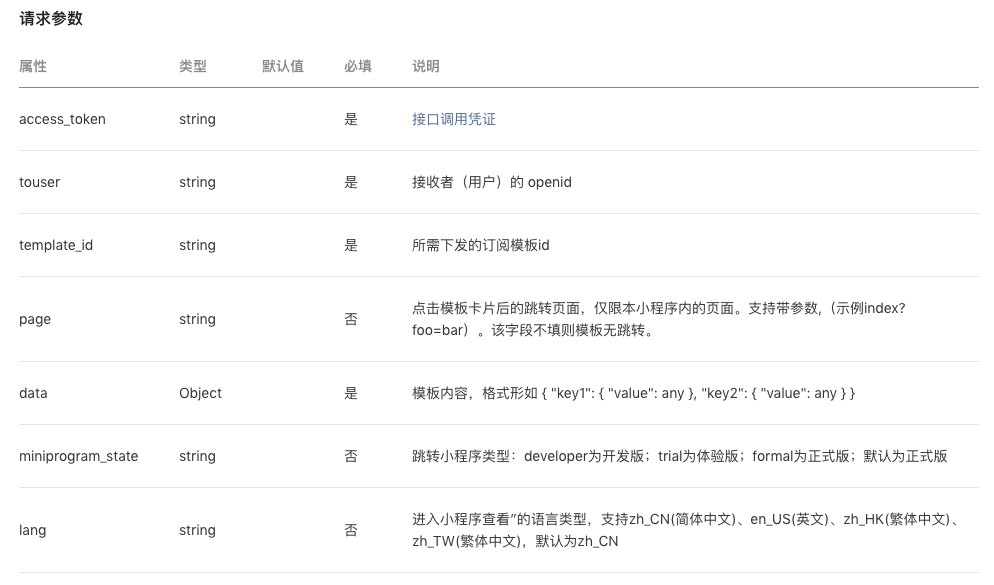 请求参数
属性 类型 默认值 必填 说明
access_token string 是 接口调用凭证
touser string 是 接收者（用户）的 openid
template_id string 是 所需下发的订阅模板id
page string 否 点击模板卡片后的跳转页面，仅限本小程序内的页面。支持带参数,（示例index?
foo=bar）。该字段不填则模板无跳转。
data Object 是 模板内容，格式形如 { "key1": { "value": any }, "key2": { "value": any } }
miniprogram_state string 否 跳转小程序类型：developer为开发版；trial为体验版；formal为正式版；默认为正式版
lang string 否 进入小程序查看”的语言类型，支持zh_CN(简体中文)、en_US(英文)、zh_HK(繁体中文)、
zh_TW(繁体中文)，默认为zh_CN